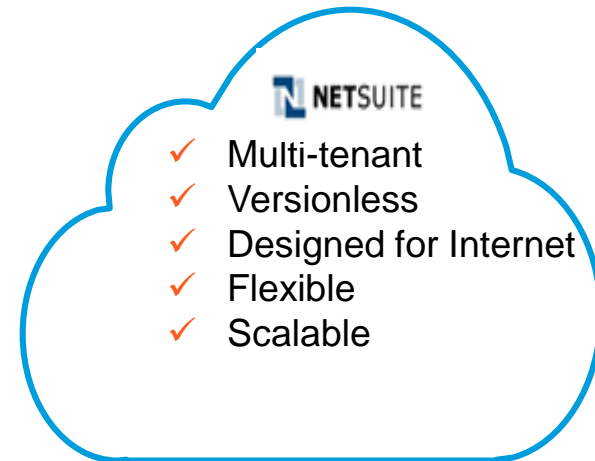 NETSUITE
Multi-tenant
Versionless
Designed for Internet
Flexible
Scalable